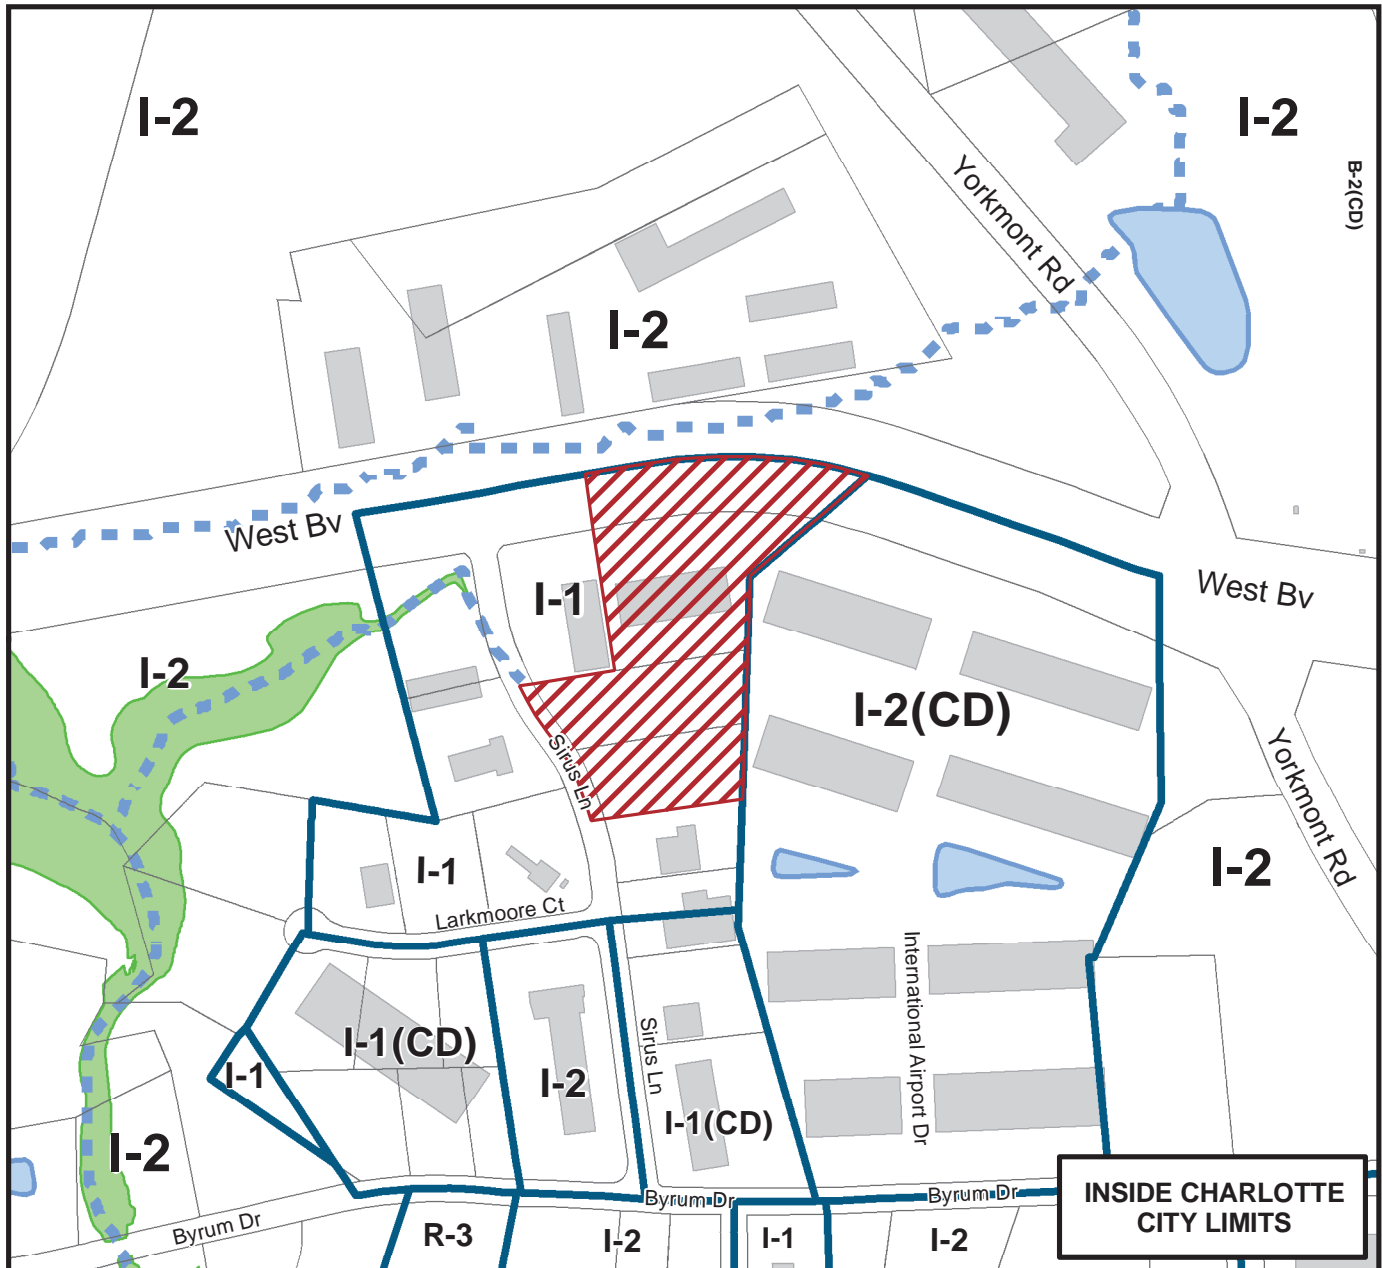 I-2
I-2
B-2(CD)
Yorkmont Rd
I-2
West Bv
I-1
West Bv
I-2
I-2(CD)
Sirus Ln
Yorkmont Rd
I-1
I-2
Larkmoore Ct
International Airport Dr
I-1(CD)
Sirus Ln
I-1
I-2
I-1(CD)
I-2
INSIDE CHARLOTTE
CITY LIMITS
Byrum Dr
Byrum Dr
Byrum Dr
R-3
I-2
I-1
I-2